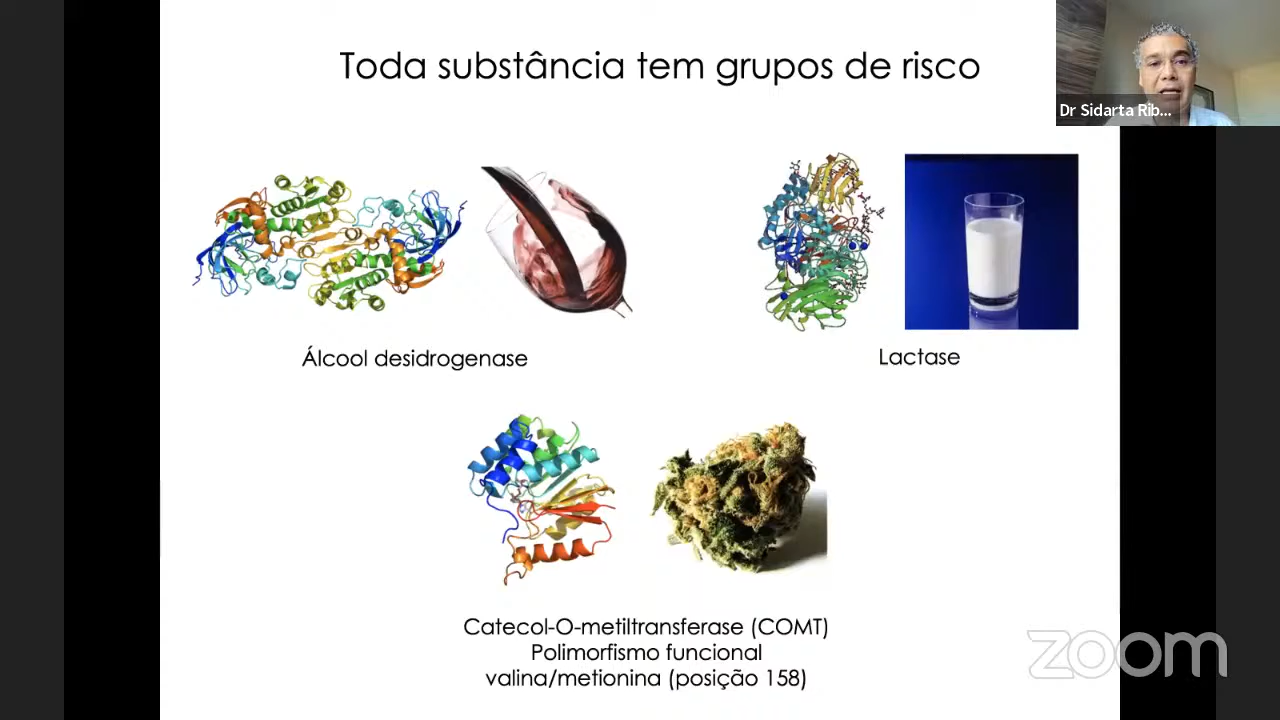 Toda substância tem grupos de risco
Dr Sidarta Rib...
Álcool desidrogenase
Lactase
Catecol-O-metiltransferase (COMT)
Polimorfismo funcional
valina/metionina (posição 158)
zoom